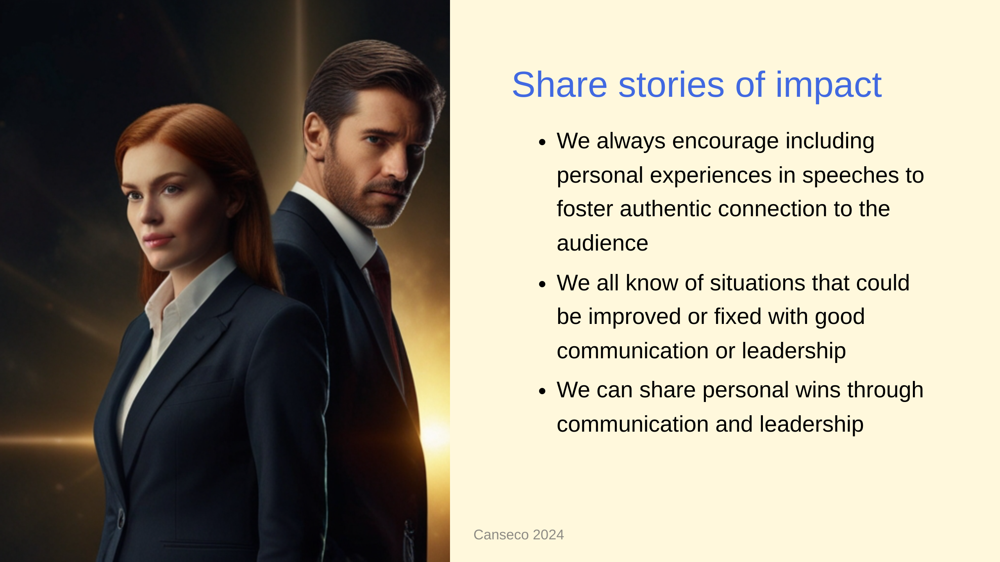 Share stories of impact
• We always encourage including
personal experiences in speeches to
foster authentic connection to the
audience
• We all know of situations that could
be improved or fixed with good
communication or leadership
• We can share personal wins through
communication and leadership
Canseco 2024